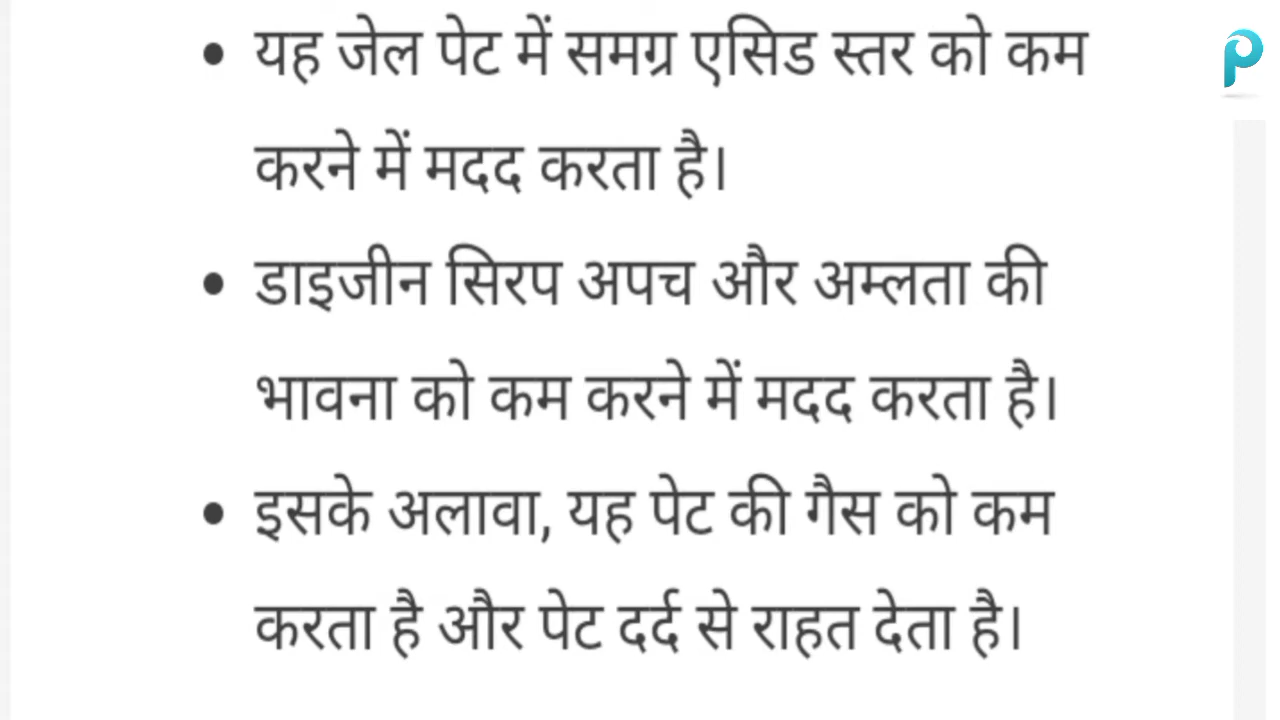 • यह जेल पेट में समग्र एसिड स्तर को कम
करने में मदद करता है।
• डाइजीन सिरप अपच और अम्लता की
भावना को कम करने में मदद करता है।
• इसके अलावा, यह पेट की गैस को कम
करता है और पेट दर्द से राहत देता है।